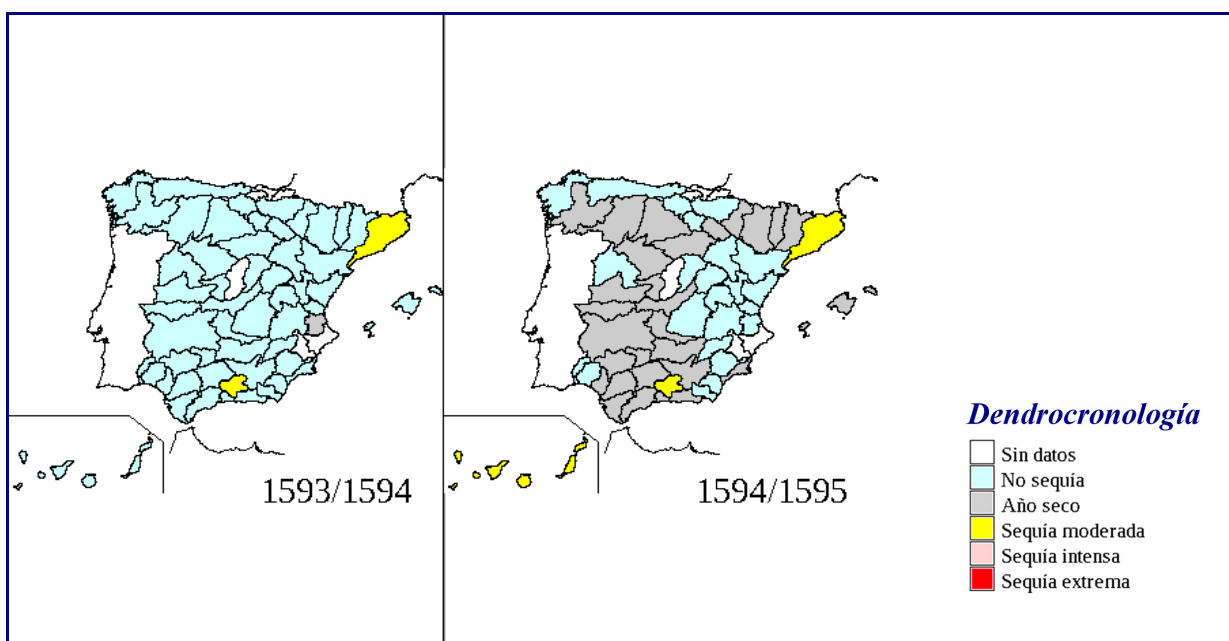 1593/1594
1594/1595
Dendrocronología
Sin datos
No sequía
Año seco
Sequía moderada
Sequía intensa
Sequía extrema